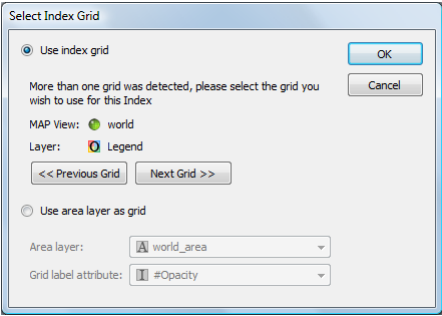 Select Index Grid
Use index grid
OK
More than one grid was detected, please select the grid you
wish to use for this Index
Cancel
MAP View: world
Layer: Legend
<< Previous Grid Next Grid >>
Use area layer as grid
Area layer: A world_area
Grid label attribute: I #Opacity